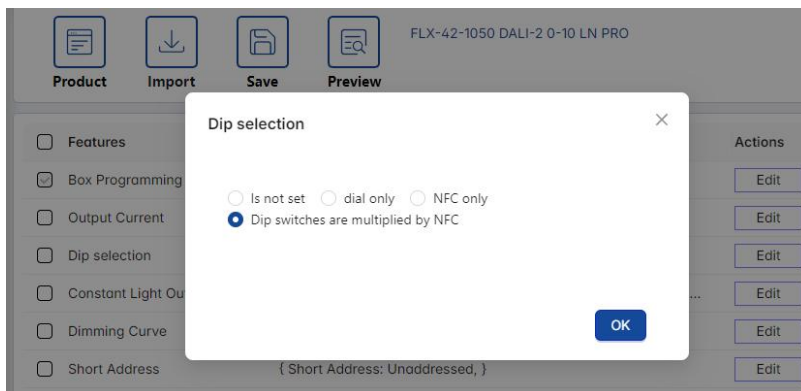 FLX-42-1050 DALI-2 0-10 LN PRO
Product Import Save Preview
Dip selection
Features Actions
Box Programming Edit
Is not set dial only NFC only
Output Current Edit
Dip switches are multiplied by NFC
Dip selection Edit
Constant Light Ou ... Edit
OK
Dimming Curve Edit
Short Address { Short Address: Unaddressed, } Edit